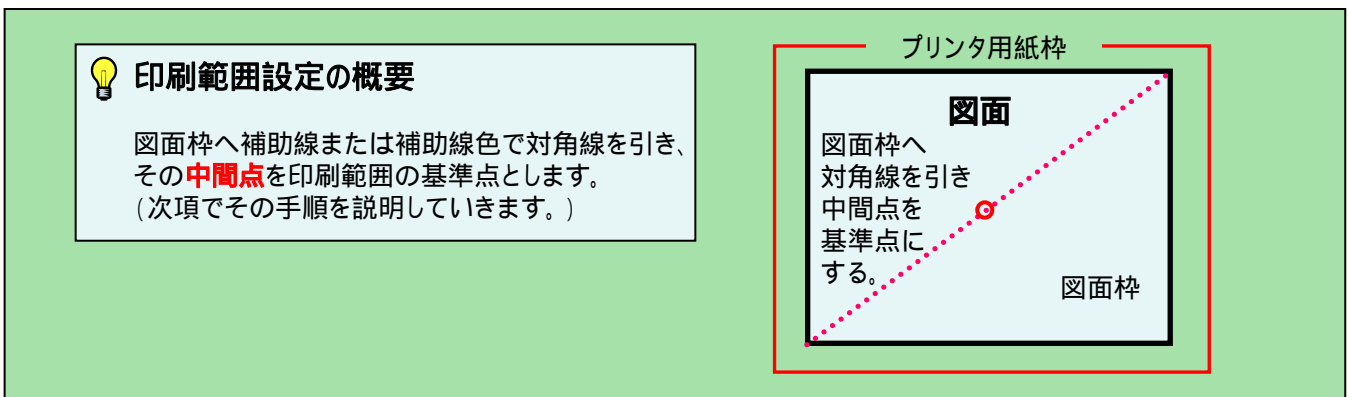 印刷範囲設定の概要
図面枠へ補助線または補助線色で対角線を引き、
その中間点を印刷範囲の基準点とします。
(次項でその手順を説明していきます。)
プリンタ用紙枠
図面
図面枠へ
対角線を引き
中間点を
基準点に
する。
図面枠